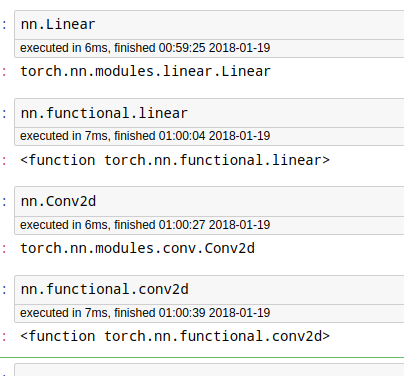 : nn.Linear
executed in 6ms, finished 00:59:25 2018-01-19
: torch.nn.modules.linear.Linear
: nn.functional.linear
executed in 7ms, finished 01:00:04 2018-01-19
: <function torch.nn.functional.linear>
: nn.Conv2d
executed in 6ms, finished 01:00:27 2018-01-19
: torch.nn.modules.conv.Conv2d
: nn.functional.conv2d
executed in 7ms, finished 01:00:39 2018-01-19
: <function torch.nn.functional.conv2d>